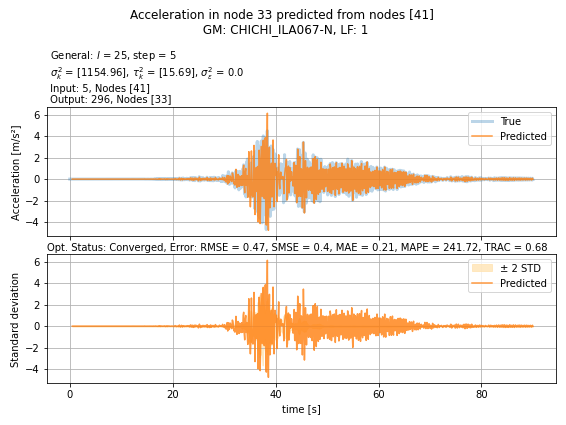 Acceleration in node 33 predicted from nodes [41]
GM: CHICHI_ILA067-N, LF: 1
General: l = 25, step = 5
σ²ₖ = [1154.96], τ²ₖ = [15.69], σ²ε = 0.0
Input: 5, Nodes [41]
Output: 296, Nodes [33]
Acceleration [m/s²]
6
4
2
0
−2
−4
True
Predicted
Opt. Status: Converged, Error: RMSE = 0.47, SMSE = 0.4, MAE = 0.21, MAPE = 241.72, TRAC = 0.68
Standard deviation
6
4
2
0
−2
−4
± 2 STD
Predicted
0 20 40 60 80
time [s]